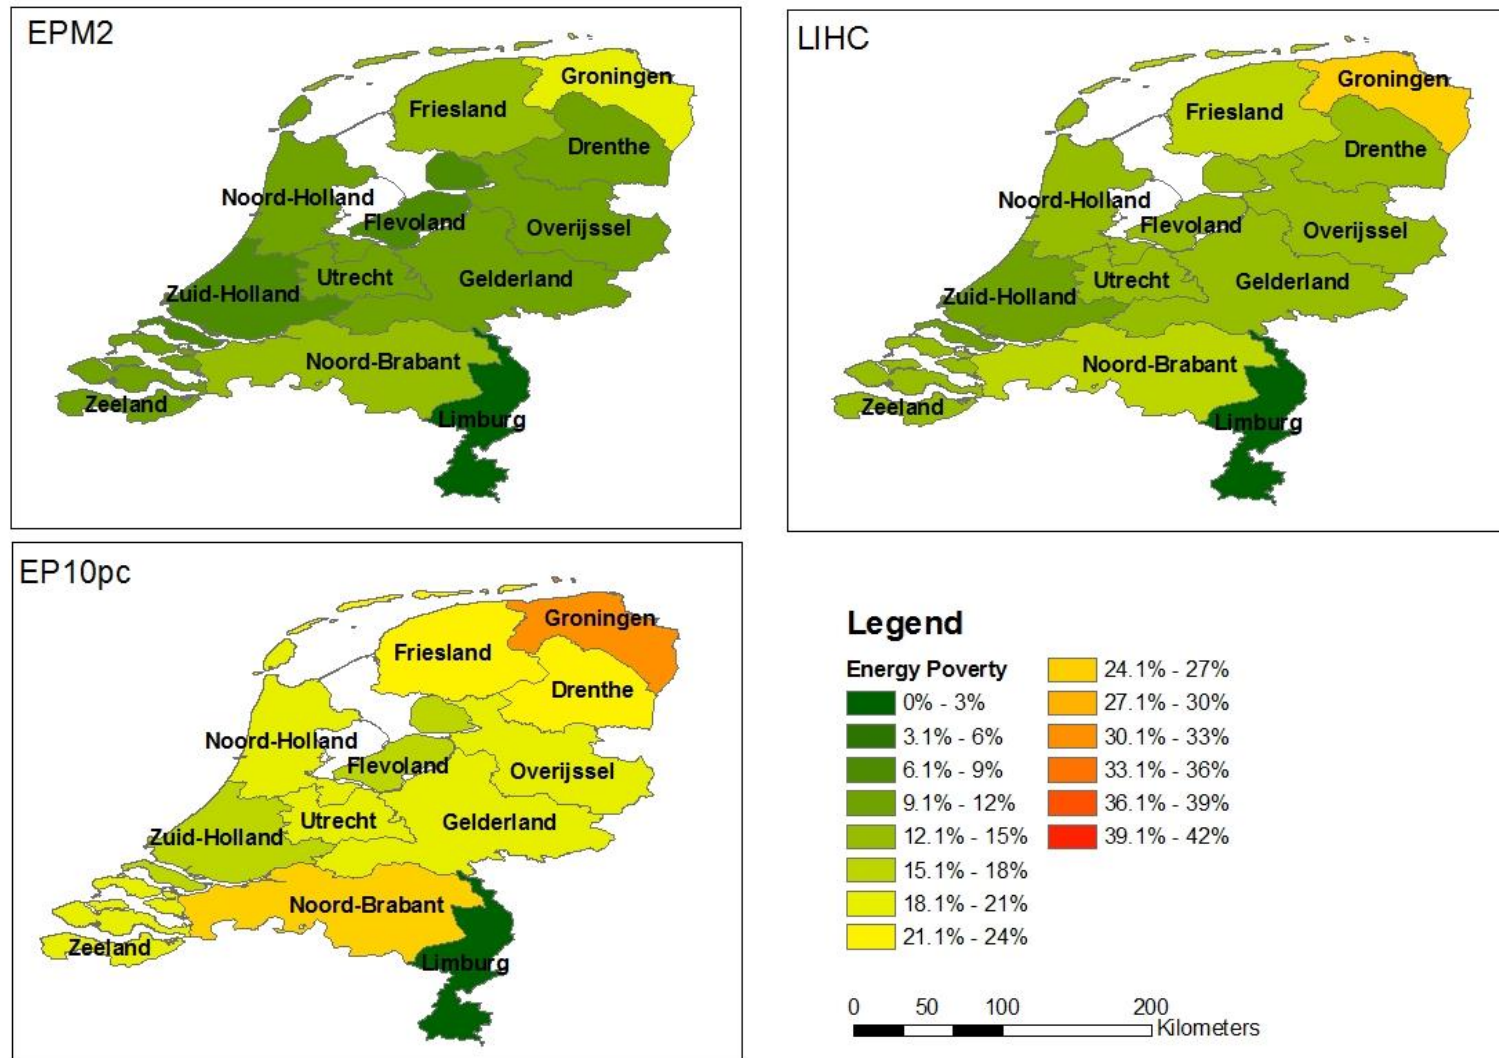 EPM2
Groningen
Friesland
Drenthe
Noord-Holland
Flevoland
Overijssel
Utrecht
Gelderland
Zuid-Holland
Noord-Brabant
Zeeland
Limburg
LIHC
Groningen
Friesland
Drenthe
Noord-Holland
Flevoland
Overijssel
Utrecht
Gelderland
Zuid-Holland
Noord-Brabant
Zeeland
Limburg
EP10pc
Groningen
Friesland
Drenthe
Noord-Holland
Flevoland
Overijssel
Utrecht
Gelderland
Zuid-Holland
Noord-Brabant
Zeeland
Limburg
Legend
Energy Poverty
0% - 3%
3.1% - 6%
6.1% - 9%
9.1% - 12%
12.1% - 15%
15.1% - 18%
18.1% - 21%
21.1% - 24%
24.1% - 27%
27.1% - 30%
30.1% - 33%
33.1% - 36%
36.1% - 39%
39.1% - 42%
0 50 100 200
Kilometers